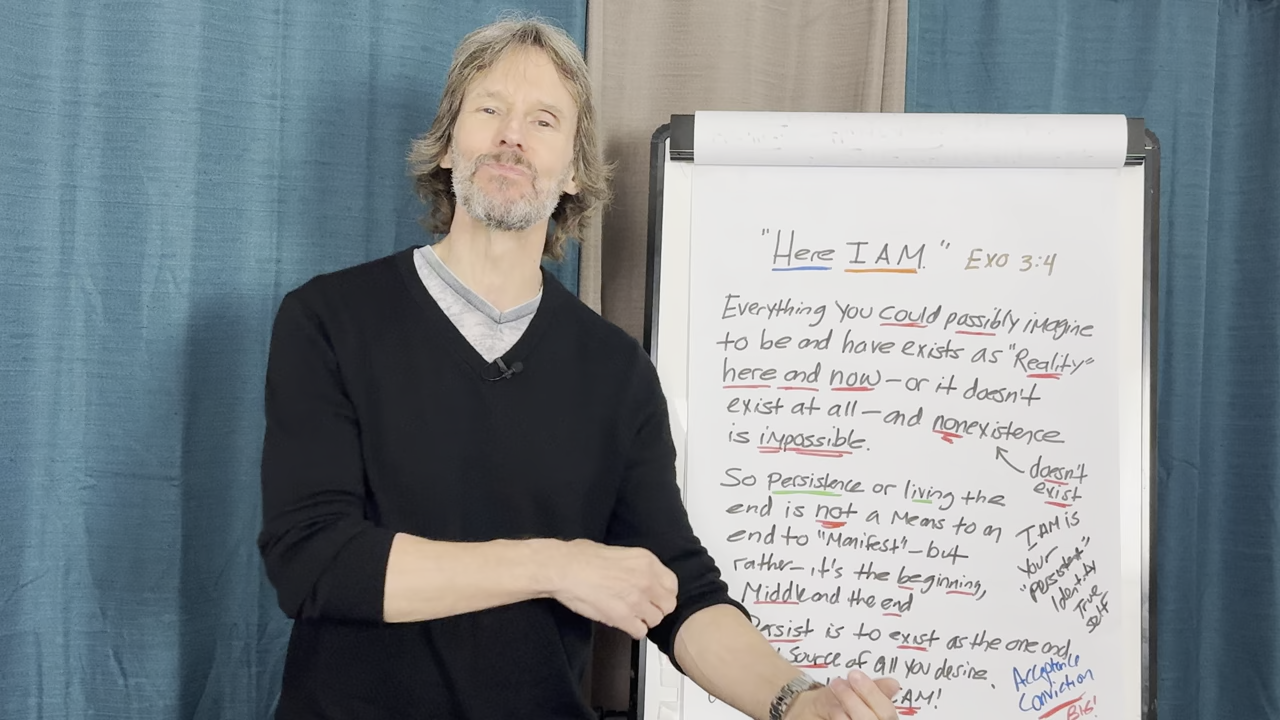 "Here I AM." Exo 3:4
Everything you could possibly imagine
to be and have exists as "Reality"
here and now - or it doesn't
exist at all - and nonexistence
is impossible.
doesn't
exist
So persistence or living the
end is not a means to an
end to "Manifest" - but
rather - it's the beginning,
Middle and the end
I AM is
your
"persistent"
Identity
True
self
Persist is to exist as the one and
Source of all you desire.
I AM!
Acceptance
Conviction
BIG!